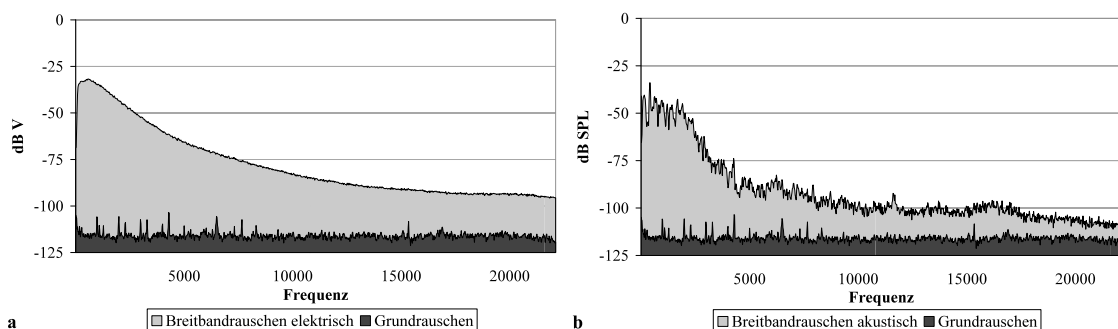 0
-25
-50
-75
-100
-125
dB V
5000 10000 15000 20000
Frequenz
Breitbandrauschen elektrisch Grundrauschen
a
0
-25
-50
-75
-100
-125
dB SPL
5000 10000 15000 20000
Frequenz
Breitbandrauschen akustisch Grundrauschen
b